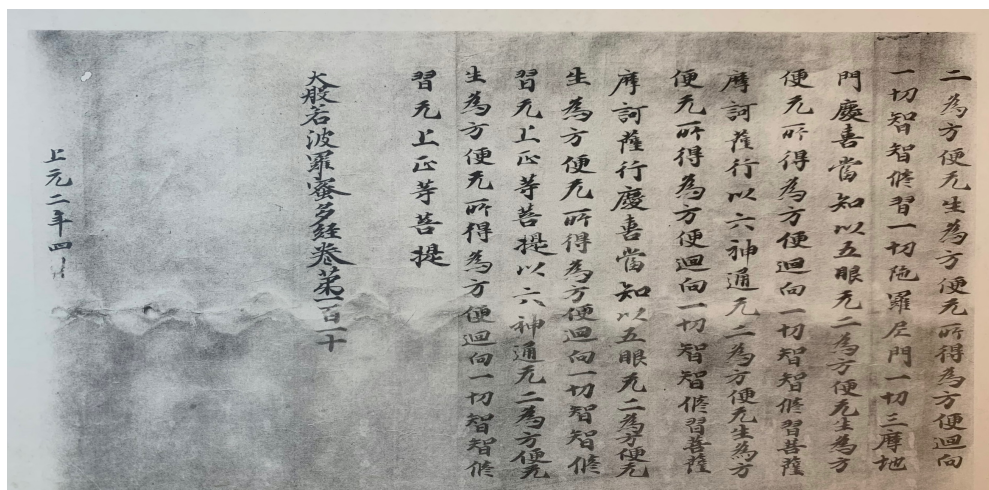 二為方便无生為方便无所得為方便迴向
一切智智修習一切陁羅尼門一切三摩地
門慶喜當知以五眼无二為方便无生為方
便无所得為方便迴向一切智智修習菩薩
摩訶薩行以六神通无二為方便无生為方
便无所得為方便迴向一切智智修習菩薩
摩訶薩行慶喜當知以五眼无二為方便无
生為方便无所得為方便迴向一切智智修
習无上正等菩提以六神通无二為方便无
生為方便无所得為方便迴向一切智智修
習无上正等菩提
大般若波羅蜜多經卷苐一百一十
上元二年四月